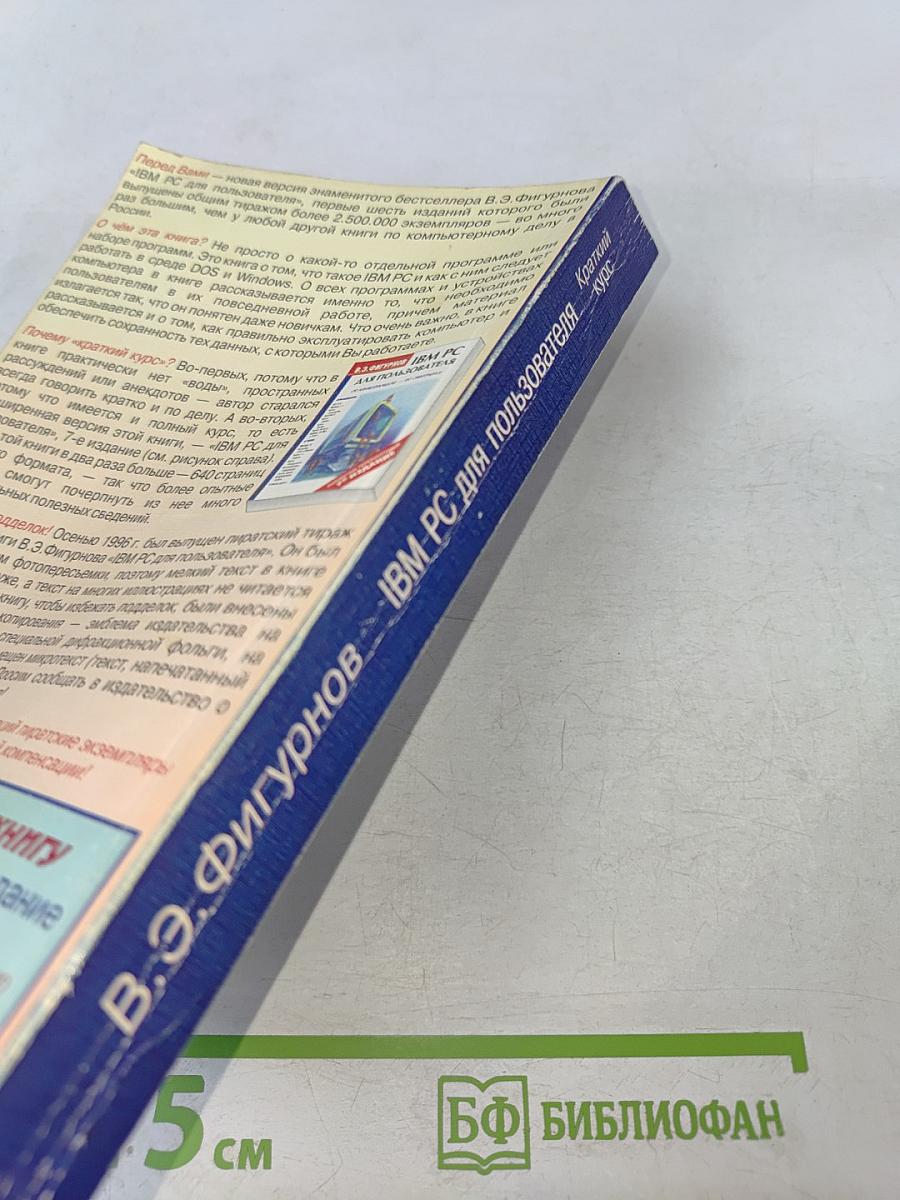 Перед Вами — новая версия знаменитого бестселлера В.Э.Фигурнова
«IBM PC для пользователя», первые шесть изданий которого были
выпущены общим тиражом более 2.500.000 экземпляров — во много
раз большим, чем у любой другой книги по компьютерному делу в
России.
О чём эта книга? Не просто о какой-то отдельной программе или
наборе программ. Это книга о том, что такое IBM PC и как с ним следует
работать в среде DOS и Windows. О всех программах и устройствах
компьютера в книге рассказывается именно то, что необходимо
пользователям в их повседневной работе, причем материал
излагается так, что он понятен даже новичкам. Что очень важно, в книге
рассказывается и о том, как правильно эксплуатировать компьютер и
обеспечить сохранность тех данных, с которыми Вы работаете.
Почему «краткий курс»? Во-первых, потому что в
книге практически нет «воды», пространных
рассуждений или анекдотов — автор старался
всегда говорить кратко и по делу. А во-вторых,
потому что имеется и полный курс, то есть
расширенная версия этой книги, — «IBM PC для
пользователя», 7-е издание (см. рисунок справа).
той книги в два раза больше — 640 страниц
формата, — так что более опытные
смогут почерпнуть из нее много
полезных сведений.
В.Э.ФИГУРНОВ IBM PC
ДЛЯ ПОЛЬЗОВАТЕЛЯ
подделок! Осенью 1996 г. был выпущен пиратский тираж
книги В.Э.Фигурнова «IBM PC для пользователя». Он был
фотопересъемки, поэтому мелкий текст в книге
а текст на многих иллюстрациях не читается
книгу, чтобы избежать подделок, были внесены
копирования — эмблема издательства на
специальной дифракционной фольги, на
микротекст (текст, напечатанный
Просим сообщать в издательство о
пиратские экземпляры
компенсации!
книгу
В.Э.Фигурнов IBM PC для пользователя Краткий
курс
5 см
БФ БИБЛИОФАН